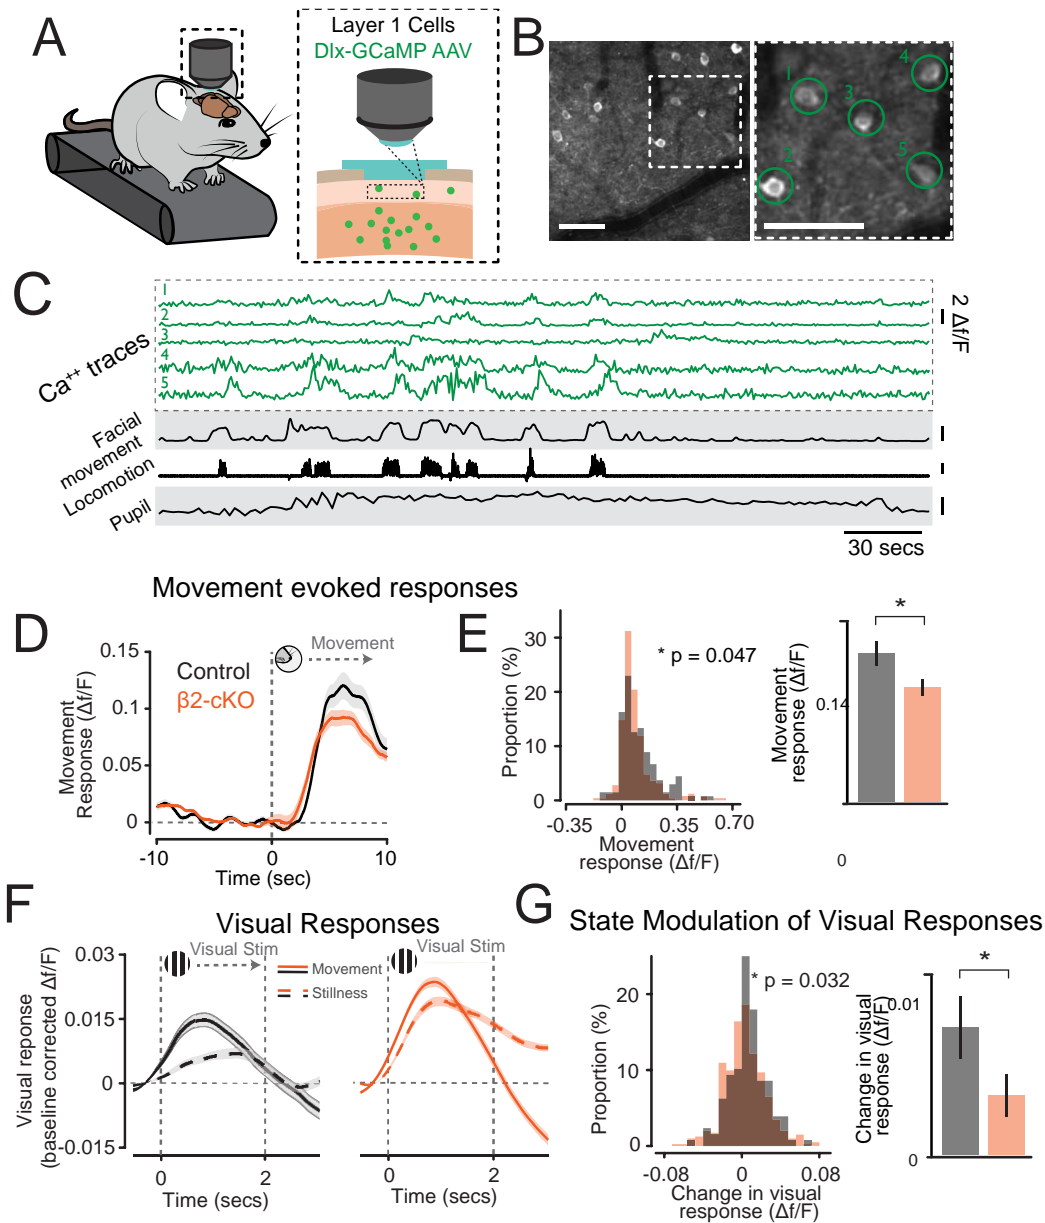 A
Layer 1 Cells
Dlx-GCaMP AAV
B
1
2
3
4
5
C
Ca++ traces
1
2
3
4
5
2 Δf/F
Facial
movement
Locomotion
Pupil
30 secs
Movement evoked responses
D
Movement
Response (Δf/F)
0.15
0.1
0.05
0
-10
0
10
Time (sec)
Control
β2-cKO
Movement
E
Proportion (%)
30
20
10
0
-0.35
0
0.35
0.70
Movement
response (Δf/F)
* p = 0.047
Movement
response (Δf/F)
0.14
0
*
F
Visual Responses
Visual reponse
(baseline corrected Δf/F)
0.03
0.015
0
-0.015
Visual Stim
Movement
Stillness
Visual Stim
0
2
Time (secs)
0
2
Time (secs)
G
State Modulation of Visual Responses
Proportion (%)
20
10
0
-0.08
0
0.08
Change in visual
response (Δf/F)
* p = 0.032
Change in visual
response (Δf/F)
0.01
0
*